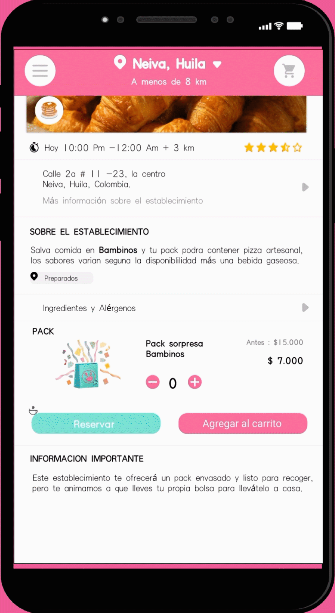 Neiva, Huila
A menos de 8 km
Hoy 10:00 Pm -12:00 Am + 3 km
Calle 2a # 11 -23, la centro
Neiva, Huila, Colombia.
Más información sobre el establecimiento
SOBRE EL ESTABLECIMIENTO
Salva comida en Bambinos y tu pack podra contener pizza artesanal,
los sabores varian seguna la disponibilildad más una bebida gaseosa.
Preparados
Ingredientes y Alérgenos
PACK
Pack sorpresa
Bambinos
Antes : $15.000
$ 7.000
0
Reservar
Agregar al carrito
INFORMACION IMPORTANTE
Este establecimiento te ofrecerá un pack envasado y listo para recoger,
pero te animamos a que lleves tu propia bolsa para llevátelo a casa.